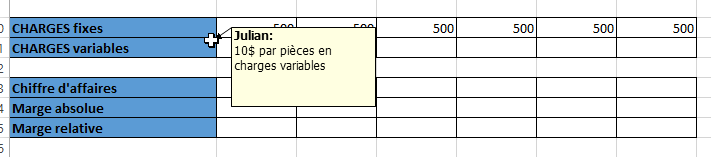 CHARGES fixes 500 500 500 500 500 500
CHARGES variables
Julian:
10$ par pièces en
charges variables
Chiffre d'affaires
Marge absolue
Marge relative